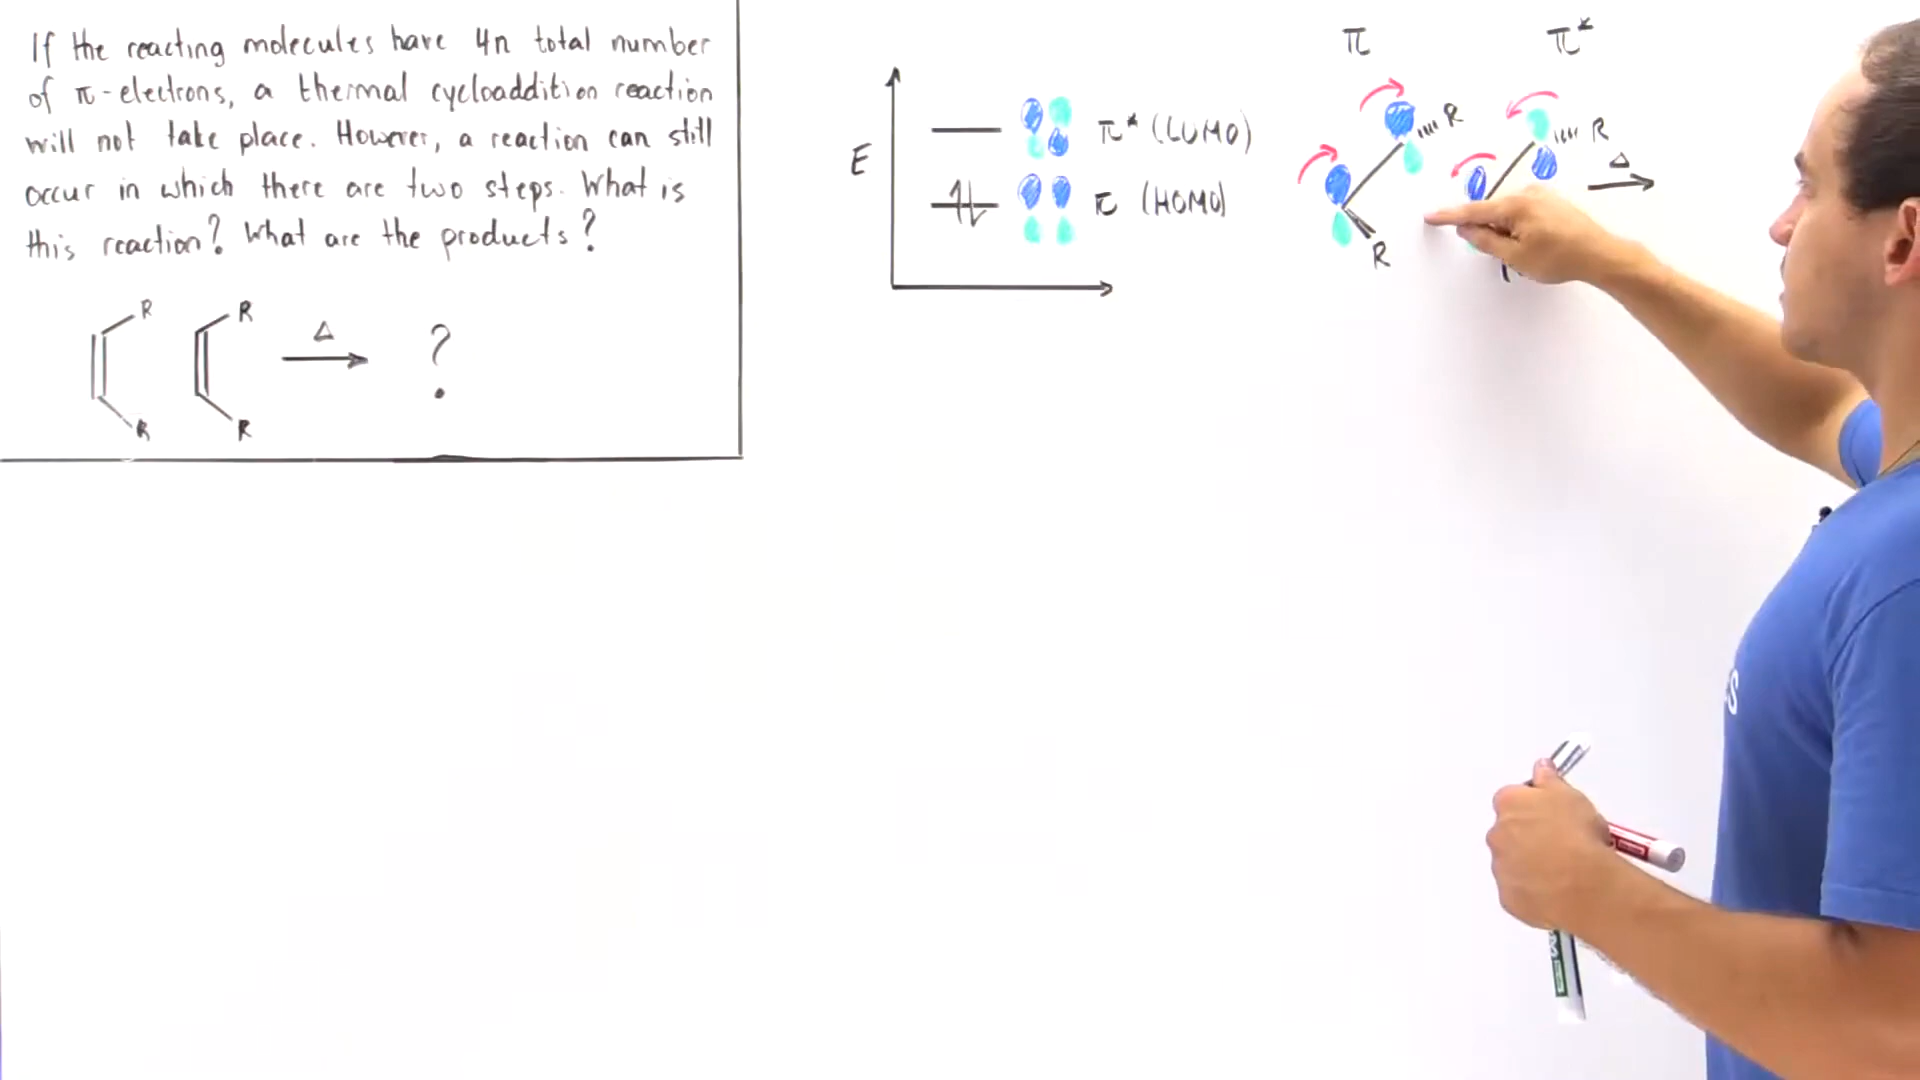 If the reacting molecules have 4n total number
of π-electrons, a thermal cycloaddition reaction
will not take place. However, a reaction can still
occur in which there are two steps. What is
this reaction? What are the products?
R
R
R
R
Δ
?
E
π* (LUMO)
π (HOMO)
π
π*
R
R
R
Δ